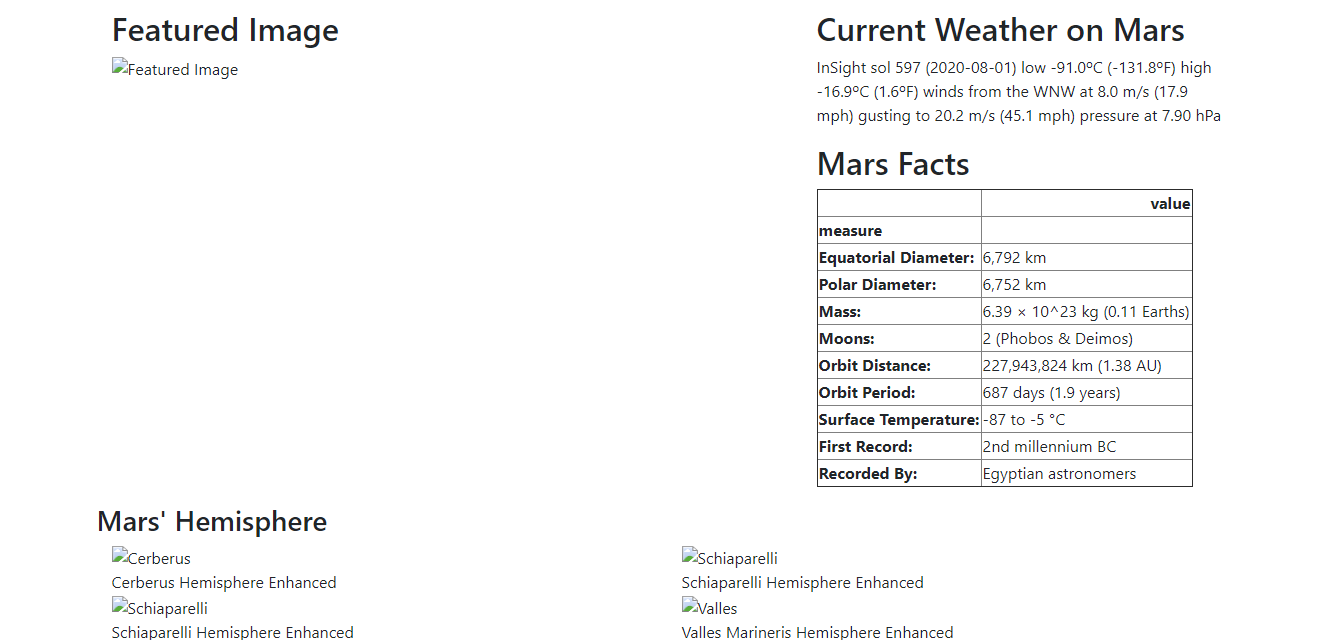 Featured Image
Featured Image
Current Weather on Mars
InSight sol 597 (2020-08-01) low -91.0ºC (-131.8ºF) high
-16.9ºC (1.6ºF) winds from the WNW at 8.0 m/s (17.9
mph) gusting to 20.2 m/s (45.1 mph) pressure at 7.90 hPa
Mars Facts
value
measure
Equatorial Diameter: 6,792 km
Polar Diameter: 6,752 km
Mass: 6.39 × 10^23 kg (0.11 Earths)
Moons: 2 (Phobos & Deimos)
Orbit Distance: 227,943,824 km (1.38 AU)
Orbit Period: 687 days (1.9 years)
Surface Temperature: -87 to -5 °C
First Record: 2nd millennium BC
Recorded By: Egyptian astronomers
Mars' Hemisphere
Cerberus
Cerberus Hemisphere Enhanced
Schiaparelli
Schiaparelli Hemisphere Enhanced
Schiaparelli
Schiaparelli Hemisphere Enhanced
Valles
Valles Marineris Hemisphere Enhanced